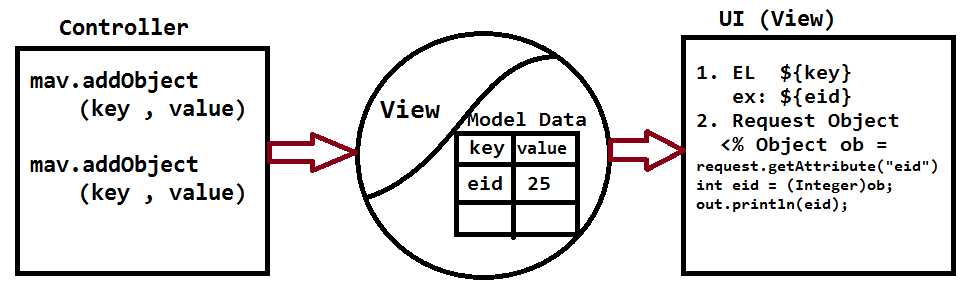 Controller
mav.addObject
(key , value)
mav.addObject
(key , value)
View
Model Data
key value
eid 25
UI (View)
1. EL ${key}
ex: ${eid}
2. Request Object
<% Object ob =
request.getAttribute("eid")
int eid = (Integer)ob;
out.println(eid);